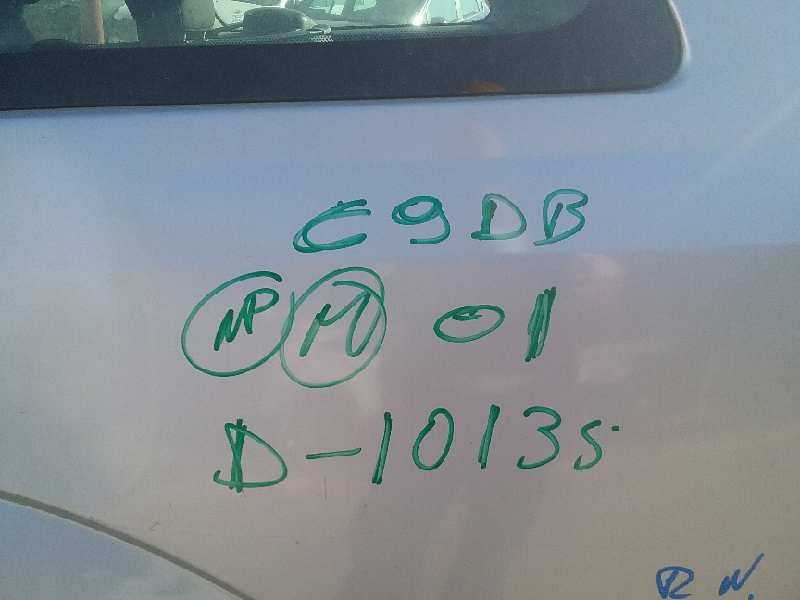 C9DB
NP M 01
D-10135
R N.